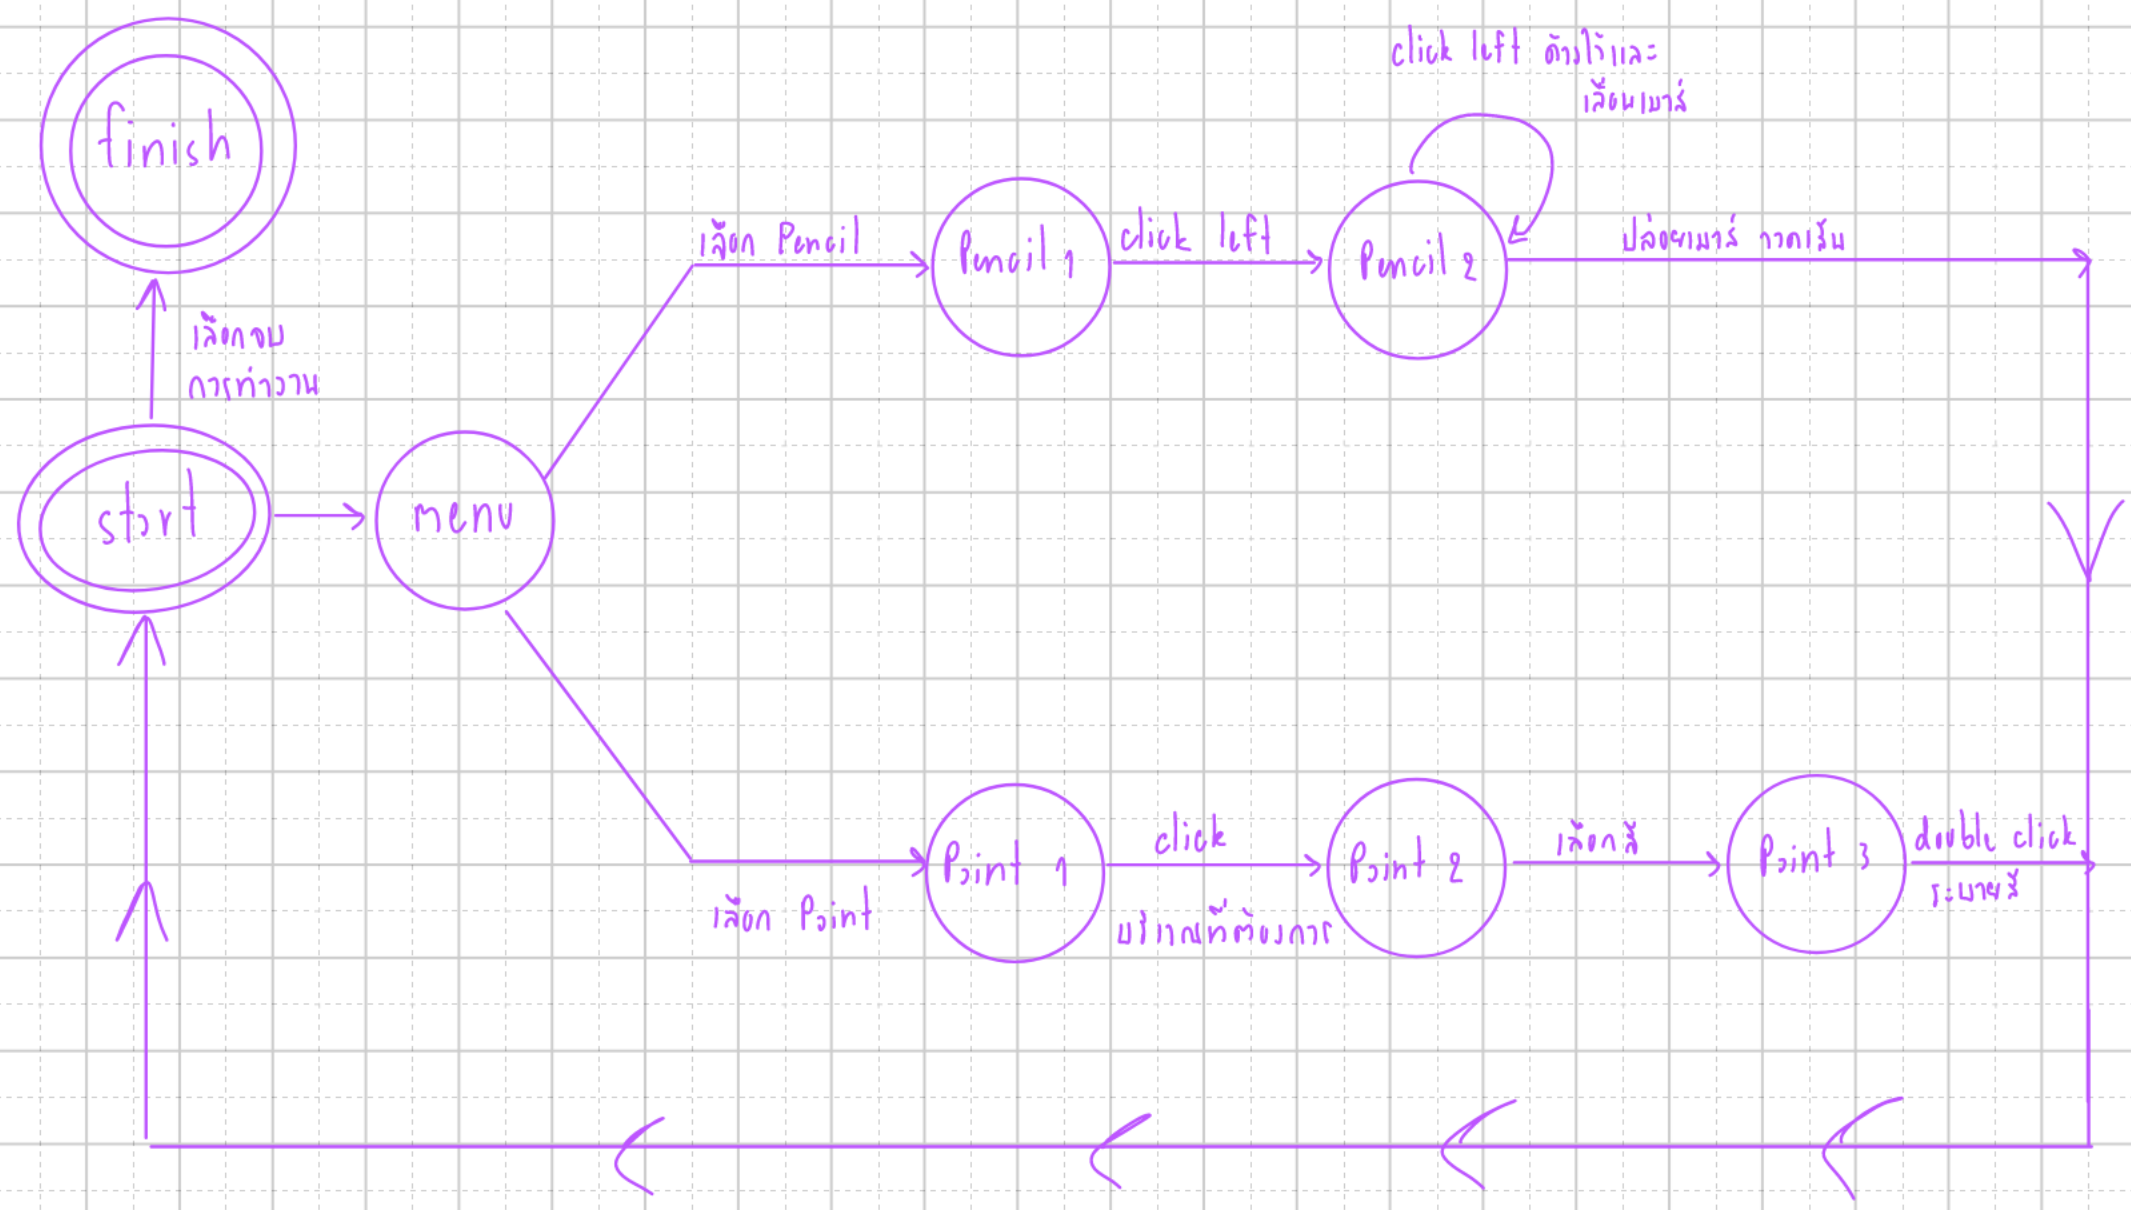 click left ค้างไว้และ
เลื่อนเมาส์
finish
เลือก Pencil
Pencil 1
click left
Pencil 2
ปล่อยเมาส์ วาดเส้น
เลือกจบ
การทำงาน
start
menu
Paint 1
click
Paint 2
เลือกสี
Paint 3
double click
ระบายสี
เลือก Paint
บริเวณที่ต้องการ